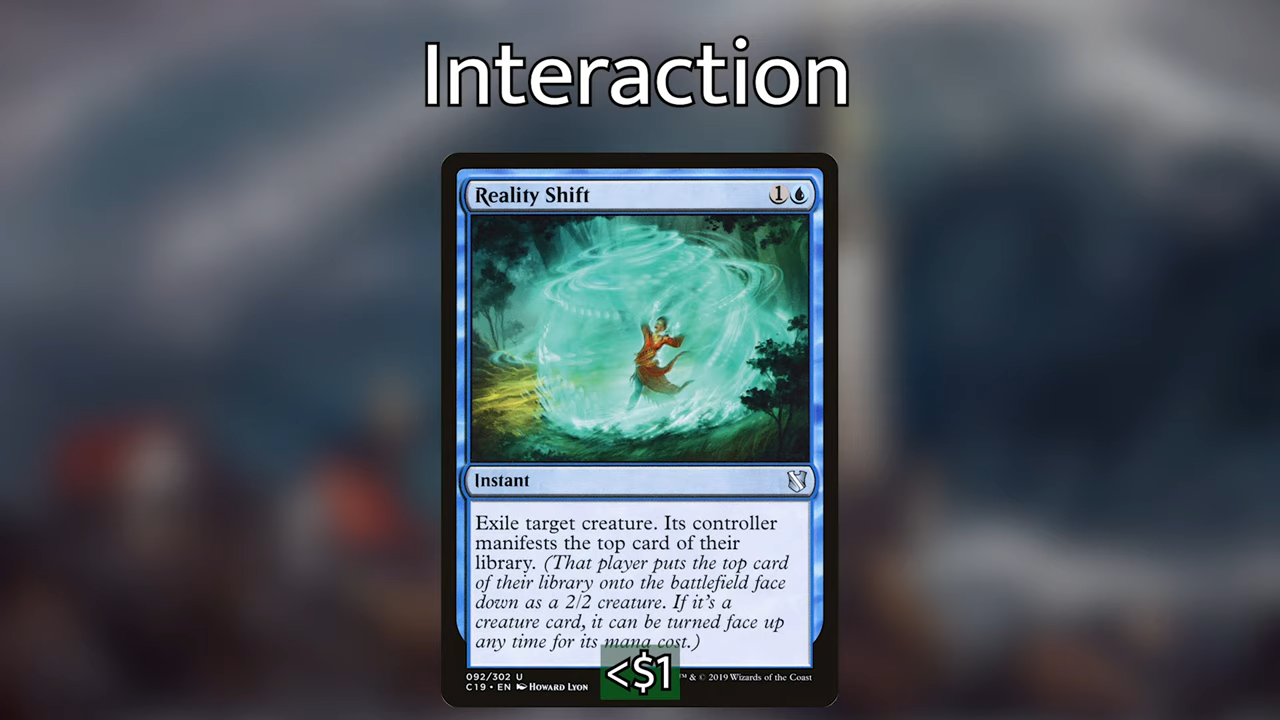 Interaction
Reality Shift 1
Instant
Exile target creature. Its controller
manifests the top card of their
library. (That player puts the top card
of their library onto the battlefield face
down as a 2/2 creature. If it's a
creature card, it can be turned face up
any time for its mana cost.)
<$1
092/302 U
C19 • EN Howard Lyon
™ & © 2019 Wizards of the Coast